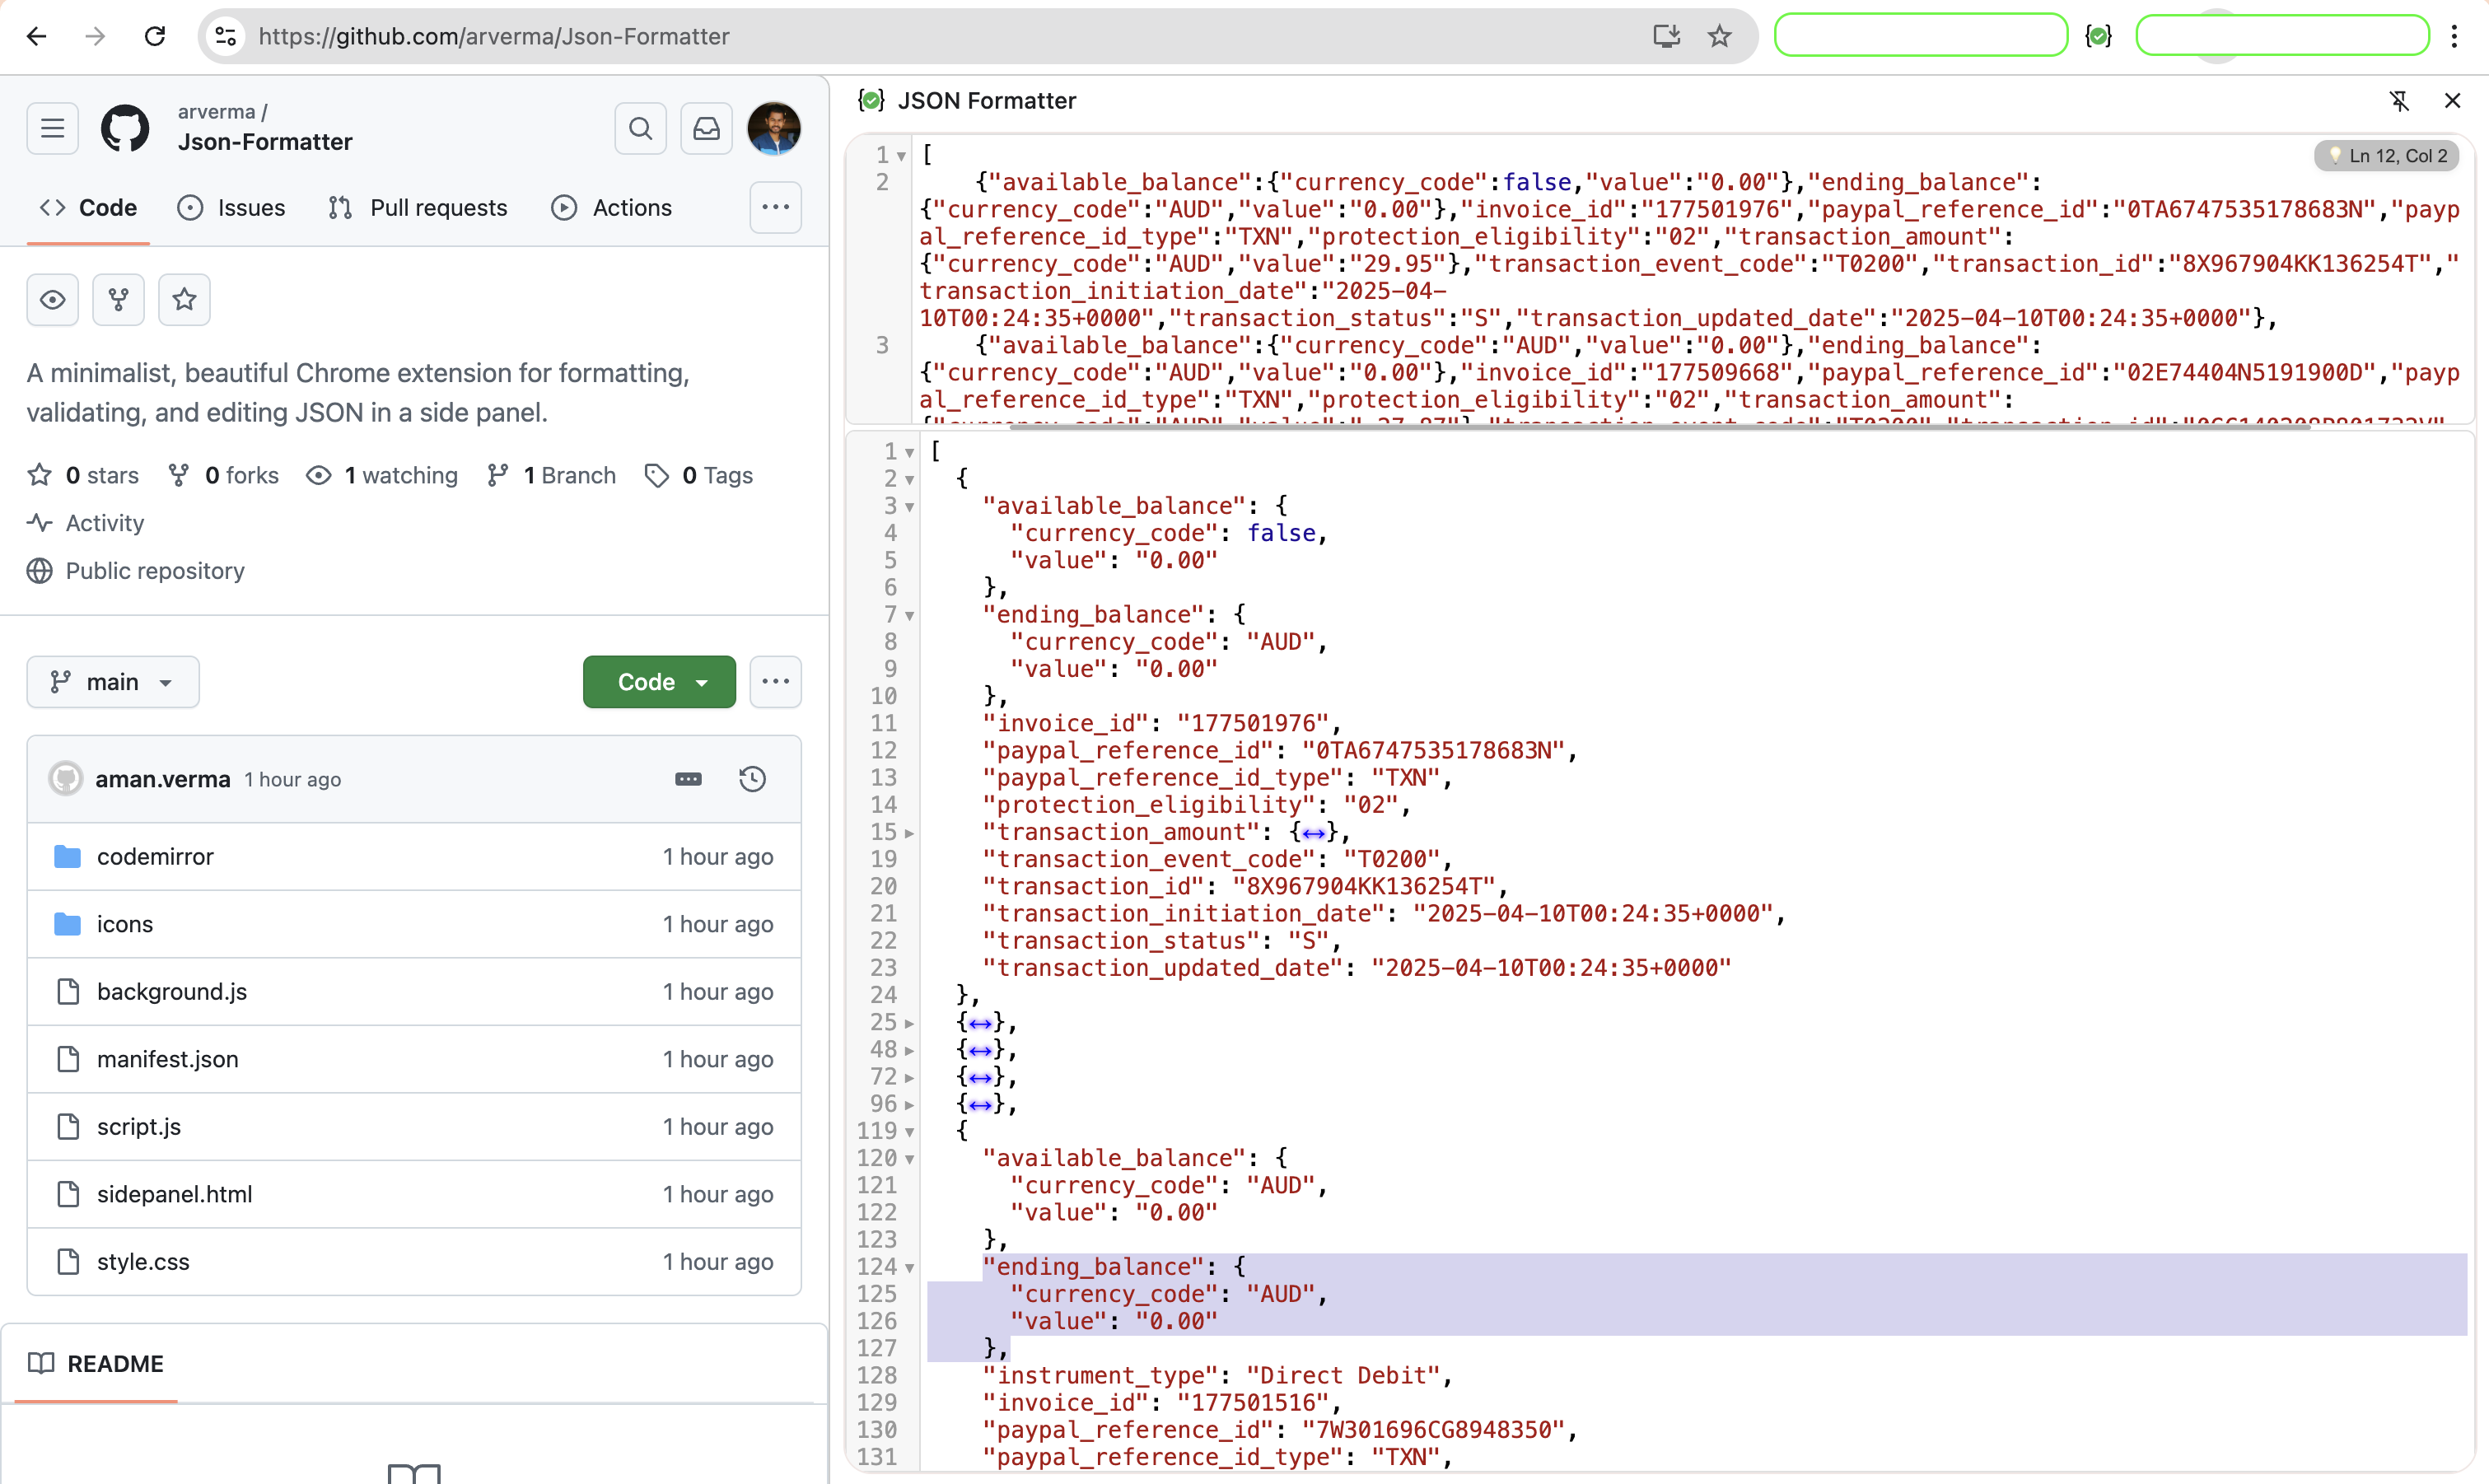 https://github.com/arverma/Json-Formatter
arverma /
Json-Formatter
Code
Issues
Pull requests
Actions
A minimalist, beautiful Chrome extension for formatting,
validating, and editing JSON in a side panel.
0 stars
0 forks
1 watching
1 Branch
0 Tags
Activity
Public repository
main
Code
aman.verma 1 hour ago
codemirror 1 hour ago
icons 1 hour ago
background.js 1 hour ago
manifest.json 1 hour ago
script.js 1 hour ago
sidepanel.html 1 hour ago
style.css 1 hour ago
README
JSON Formatter
Ln 12, Col 2
1 [
2 {"available_balance":{"currency_code":false,"value":"0.00"},"ending_balance":
{"currency_code":"AUD","value":"0.00"},"invoice_id":"177501976","paypal_reference_id":"0TA6747535178683N","payp
al_reference_id_type":"TXN","protection_eligibility":"02","transaction_amount":
{"currency_code":"AUD","value":"29.95"},"transaction_event_code":"T0200","transaction_id":"8X967904KK136254T","
transaction_initiation_date":"2025-04-
10T00:24:35+0000","transaction_status":"S","transaction_updated_date":"2025-04-10T00:24:35+0000"},
3 {"available_balance":{"currency_code":"AUD","value":"0.00"},"ending_balance":
{"currency_code":"AUD","value":"0.00"},"invoice_id":"177509668","paypal_reference_id":"02E74404N5191900D","payp
al_reference_id_type":"TXN","protection_eligibility":"02","transaction_amount":
1 [
2 {
3 "available_balance": {
4 "currency_code": false,
5 "value": "0.00"
6 },
7 "ending_balance": {
8 "currency_code": "AUD",
9 "value": "0.00"
10 },
11 "invoice_id": "177501976",
12 "paypal_reference_id": "0TA6747535178683N",
13 "paypal_reference_id_type": "TXN",
14 "protection_eligibility": "02",
15 "transaction_amount": {↔},
19 "transaction_event_code": "T0200",
20 "transaction_id": "8X967904KK136254T",
21 "transaction_initiation_date": "2025-04-10T00:24:35+0000",
22 "transaction_status": "S",
23 "transaction_updated_date": "2025-04-10T00:24:35+0000"
24 },
25 {↔},
48 {↔},
72 {↔},
96 {↔},
119 {
120 "available_balance": {
121 "currency_code": "AUD",
122 "value": "0.00"
123 },
124 "ending_balance": {
125 "currency_code": "AUD",
126 "value": "0.00"
127 },
128 "instrument_type": "Direct Debit",
129 "invoice_id": "177501516",
130 "paypal_reference_id": "7W301696CG8948350",
131 "paypal_reference_id_type": "TXN",